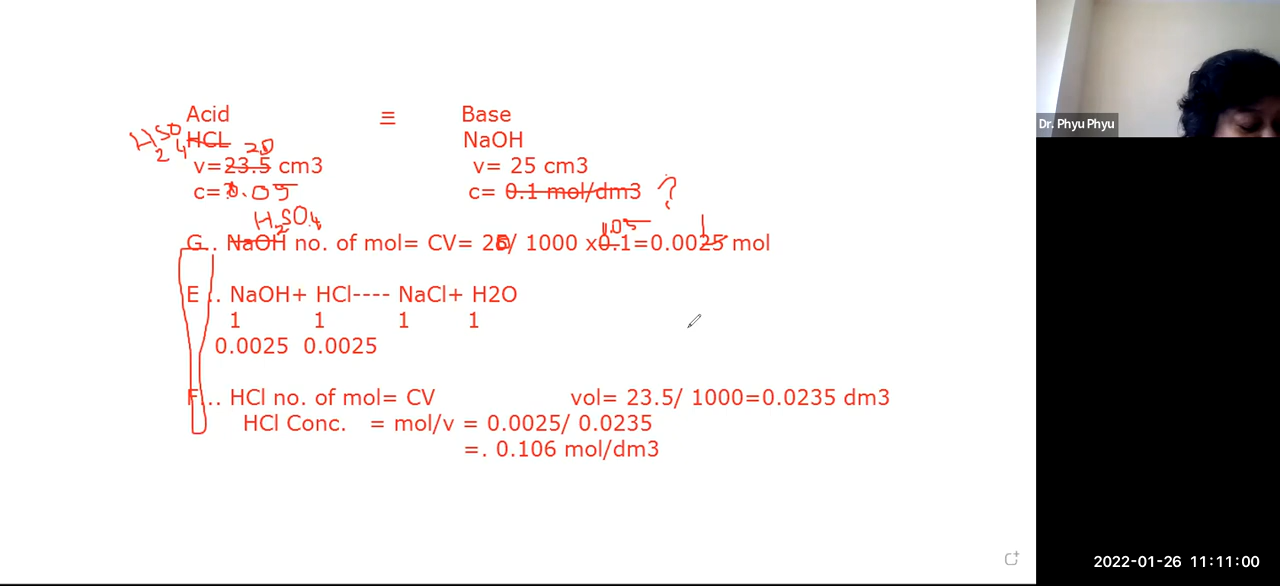 Acid ≡ Base
H2SO4 HCL NaOH
20
v=23.5 cm3 v= 25 cm3
c= 0.05 c= 0.1 mol/dm3 ?
H2SO4
G.. NaOH no. of mol= CV= 20/ 1000 x0.1=0.0025 mol
0.05 1
E .. NaOH+ HCl---- NaCl+ H2O
1 1 1 1
0.0025 0.0025
F... HCl no. of mol= CV vol= 23.5/ 1000=0.0235 dm3
HCl Conc. = mol/v = 0.0025/ 0.0235
=. 0.106 mol/dm3
Dr. Phyu Phyu
2022-01-26 11:11:00